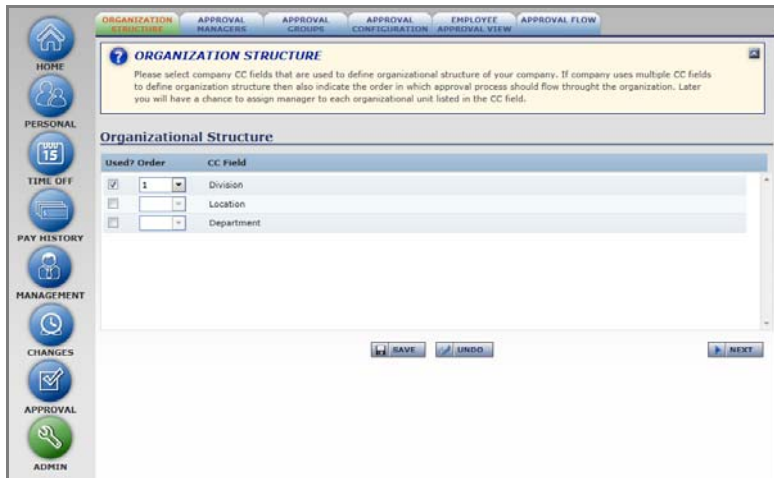 ORGANIZATION STRUCTURE
APPROVAL MANAGERS
APPROVAL GROUPS
APPROVAL CONFIGURATION
EMPLOYEE APPROVAL VIEW
APPROVAL FLOW
HOME
PERSONAL
15
TIME OFF
PAY HISTORY
MANAGEMENT
CHANGES
APPROVAL
ADMIN
? ORGANIZATION STRUCTURE
Please select company CC fields that are used to define organizational structure of your company. If company uses multiple CC fields
to define organization structure then also indicate the order in which approval process should flow throught the organization. Later
you will have a chance to assign manager to each organizational unit listed in the CC field.
Organizational Structure
Used? Order CC Field
1 Division
Location
Department
SAVE UNDO NEXT